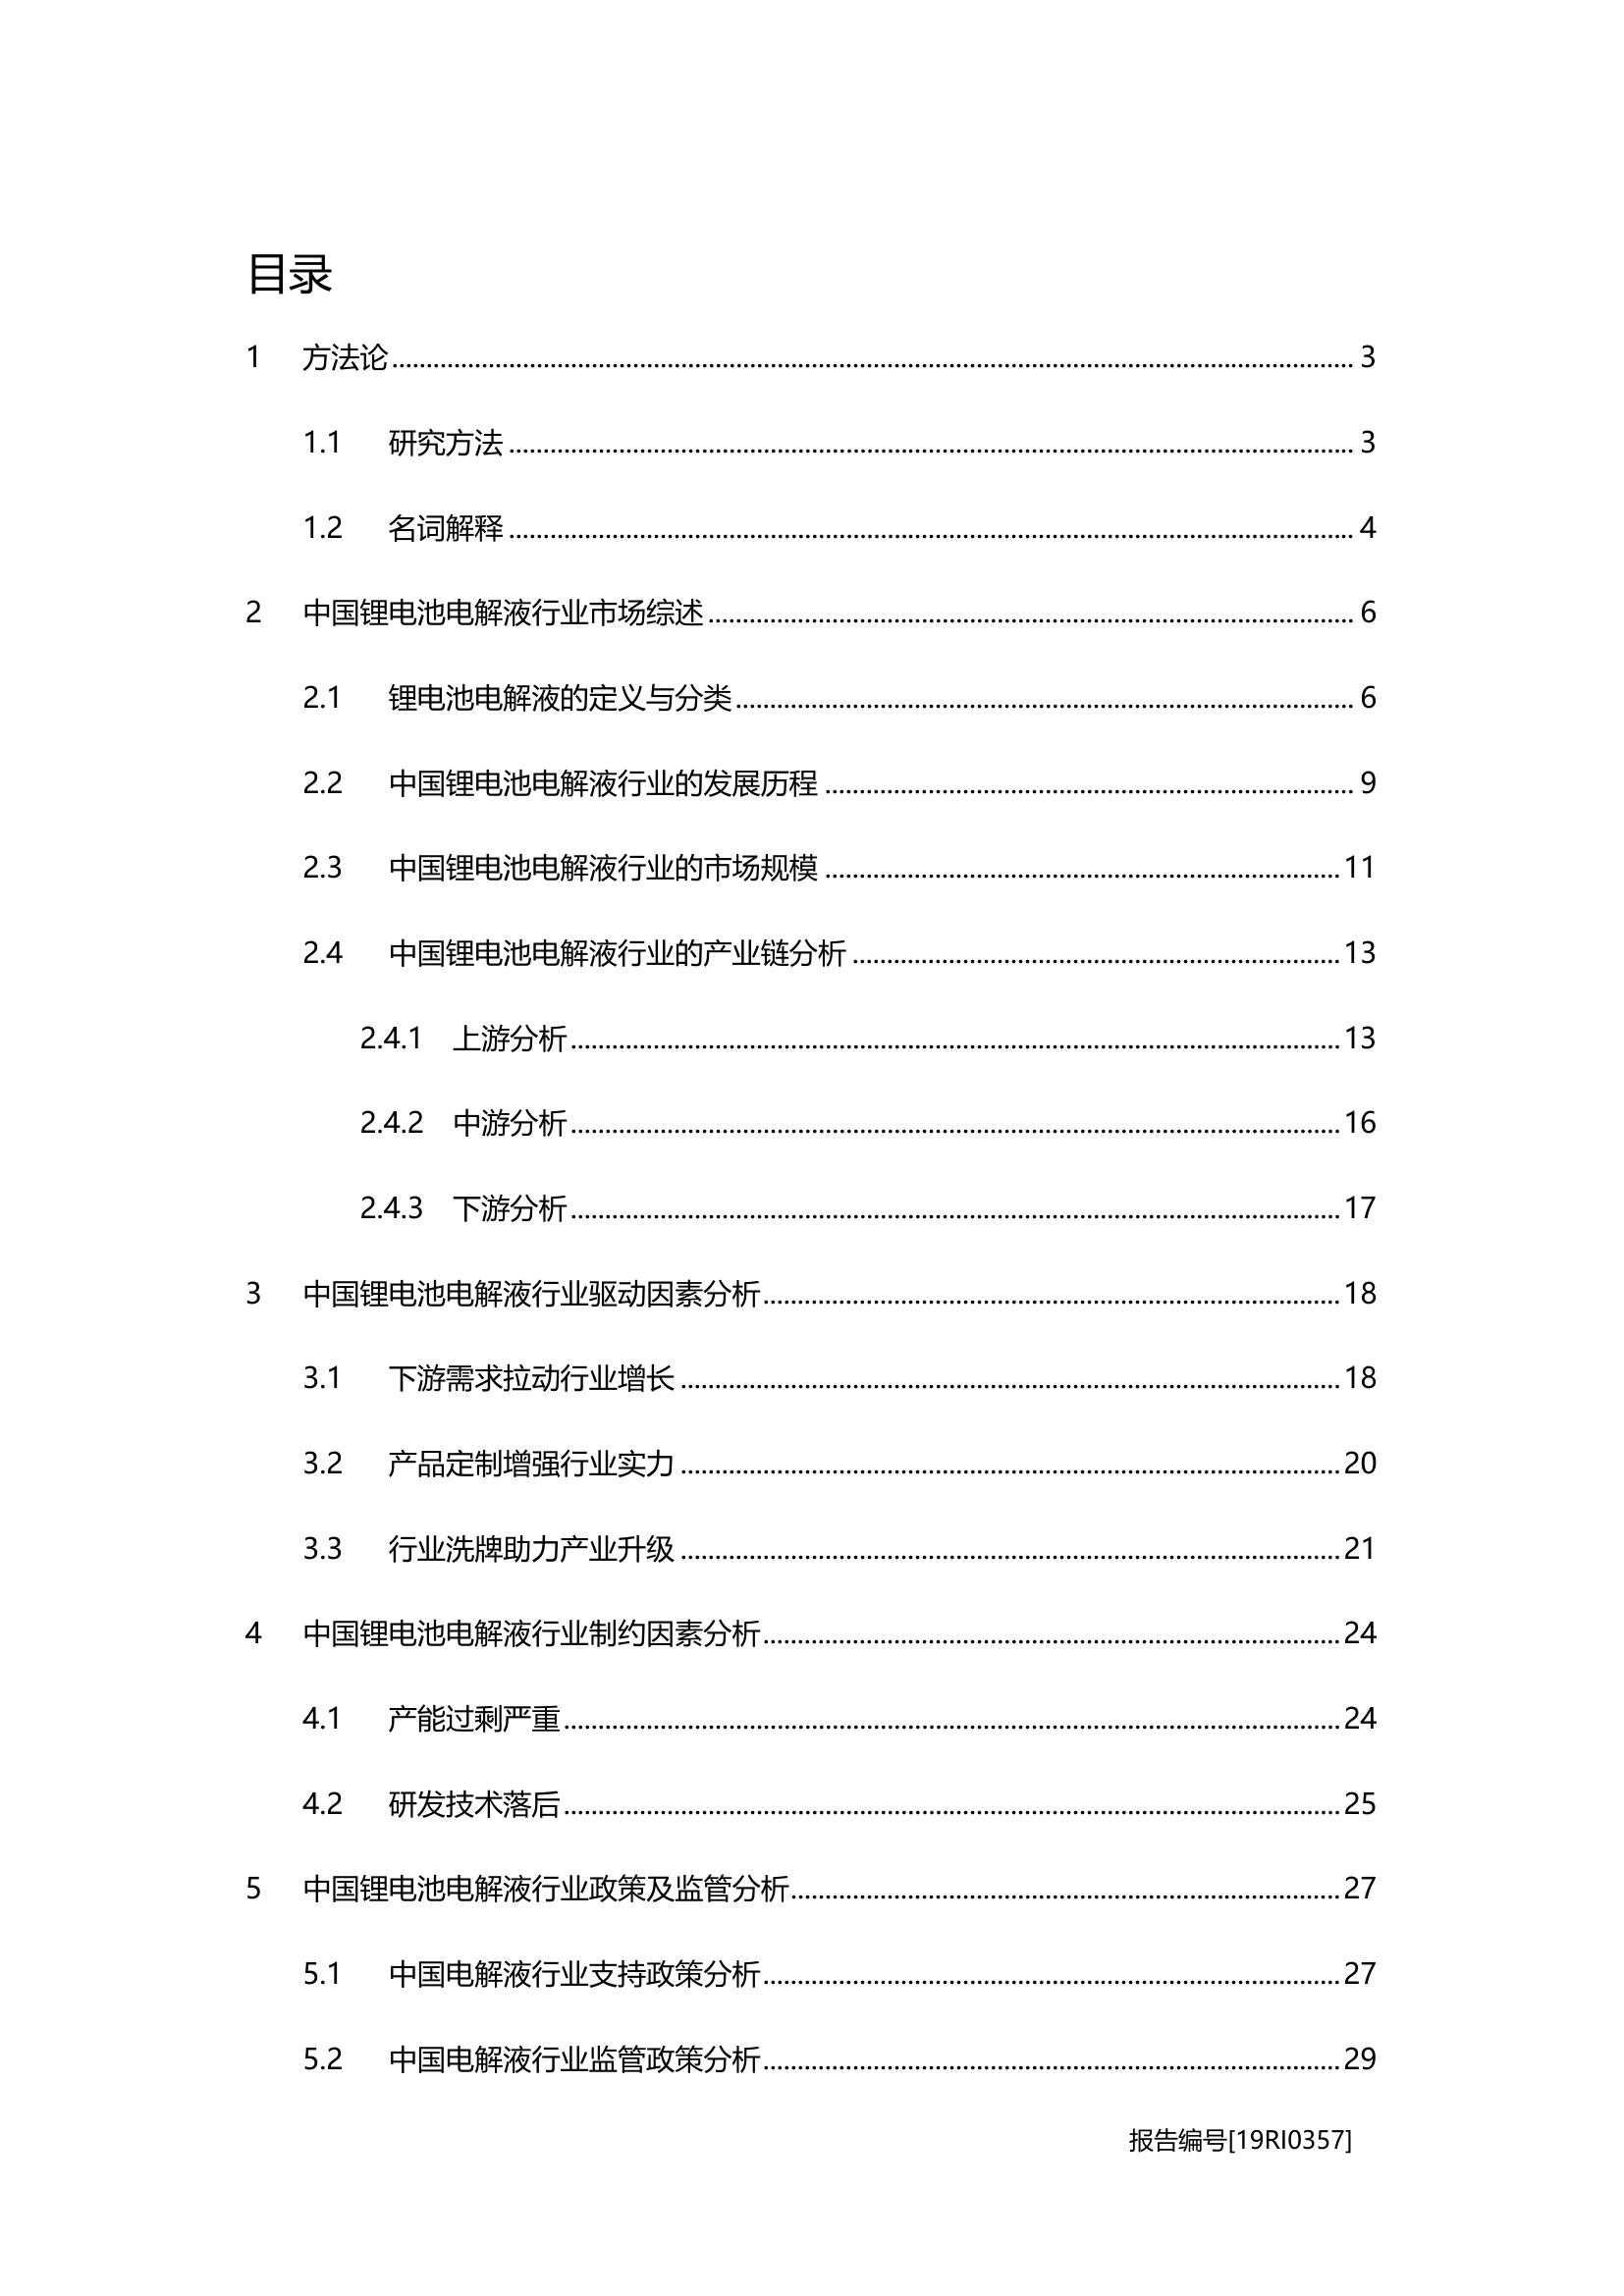 目录
1 方法论 3
1.1 研究方法 3
1.2 名词解释 4
2 中国锂电池电解液行业市场综述 6
2.1 锂电池电解液的定义与分类 6
2.2 中国锂电池电解液行业的发展历程 9
2.3 中国锂电池电解液行业的市场规模 11
2.4 中国锂电池电解液行业的产业链分析 13
2.4.1 上游分析 13
2.4.2 中游分析 16
2.4.3 下游分析 17
3 中国锂电池电解液行业驱动因素分析 18
3.1 下游需求拉动行业增长 18
3.2 产品定制增强行业实力 20
3.3 行业洗牌助力产业升级 21
4 中国锂电池电解液行业制约因素分析 24
4.1 产能过剩严重 24
4.2 研发技术落后 25
5 中国锂电池电解液行业政策及监管分析 27
5.1 中国电解液行业支持政策分析 27
5.2 中国电解液行业监管政策分析 29
报告编号[19RI0357]